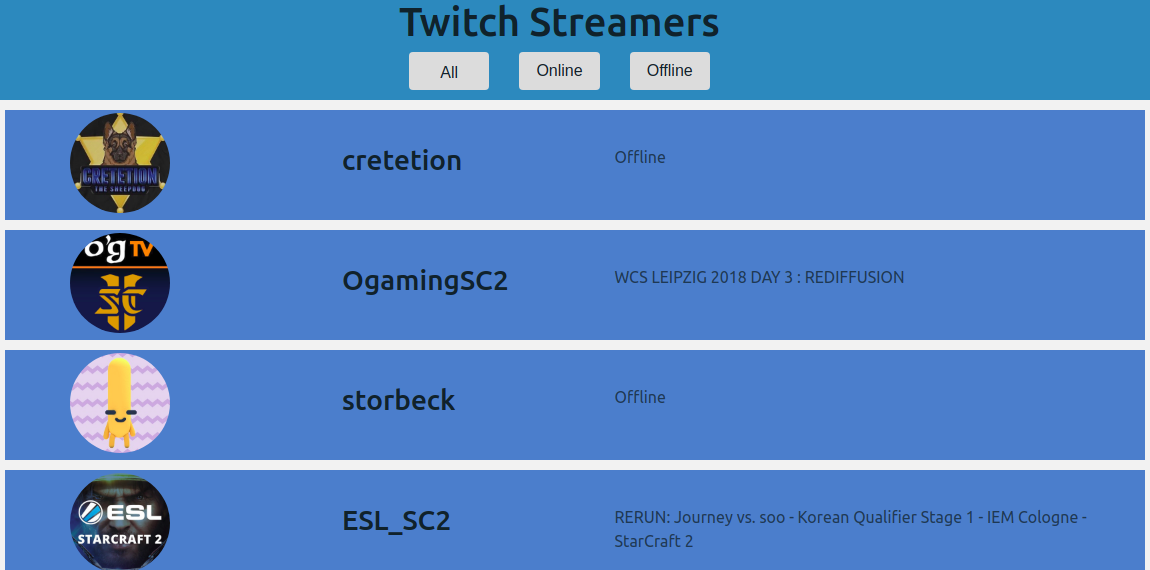 Twitch Streamers
All
Online
Offline
CRETETION
THE SHEEPDOG
cretetion
Offline
O'G TV
SC
OgamingSC2
WCS LEIPZIG 2018 DAY 3 : REDIFFUSION
storbeck
Offline
ESL
STARCRAFT 2
ESL_SC2
RERUN: Journey vs. soo - Korean Qualifier Stage 1 - IEM Cologne -
StarCraft 2